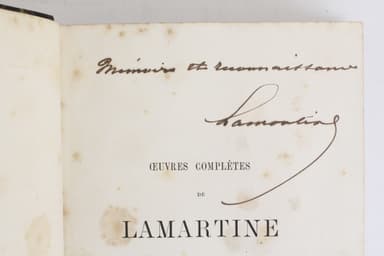 Mémoire et reconnaissance
Lamartine
ŒUVRES COMPLÈTES
DE
LAMARTINE